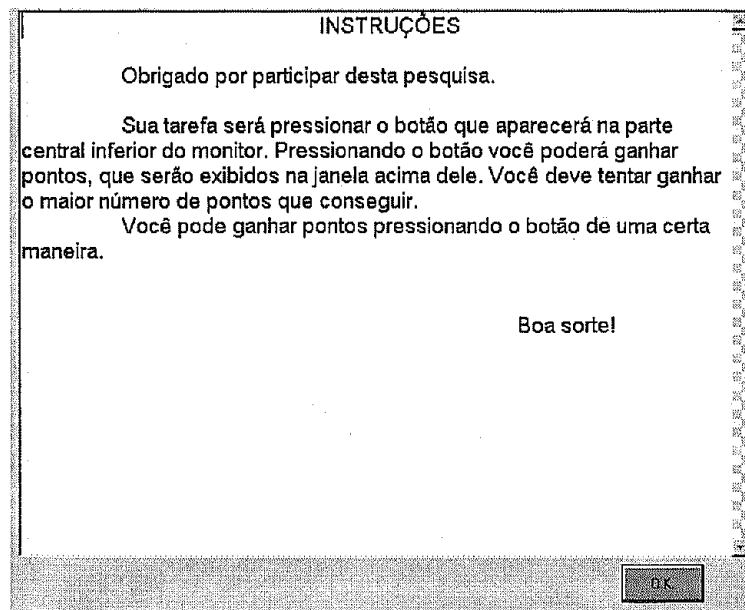 INSTRUÇÕES
Obrigado por participar desta pesquisa.
Sua tarefa será pressionar o botão que aparecerá na parte
central inferior do monitor. Pressionando o botão você poderá ganhar
pontos, que serão exibidos na janela acima dele. Você deve tentar ganhar
o maior número de pontos que conseguir.
Você pode ganhar pontos pressionando o botão de uma certa
maneira.
Boa sorte!
OK